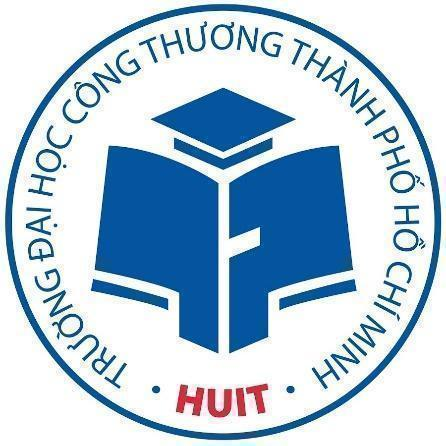 TRƯỜNG ĐẠI HỌC CÔNG THƯƠNG THÀNH PHỐ HỒ CHÍ MINH
HUIT